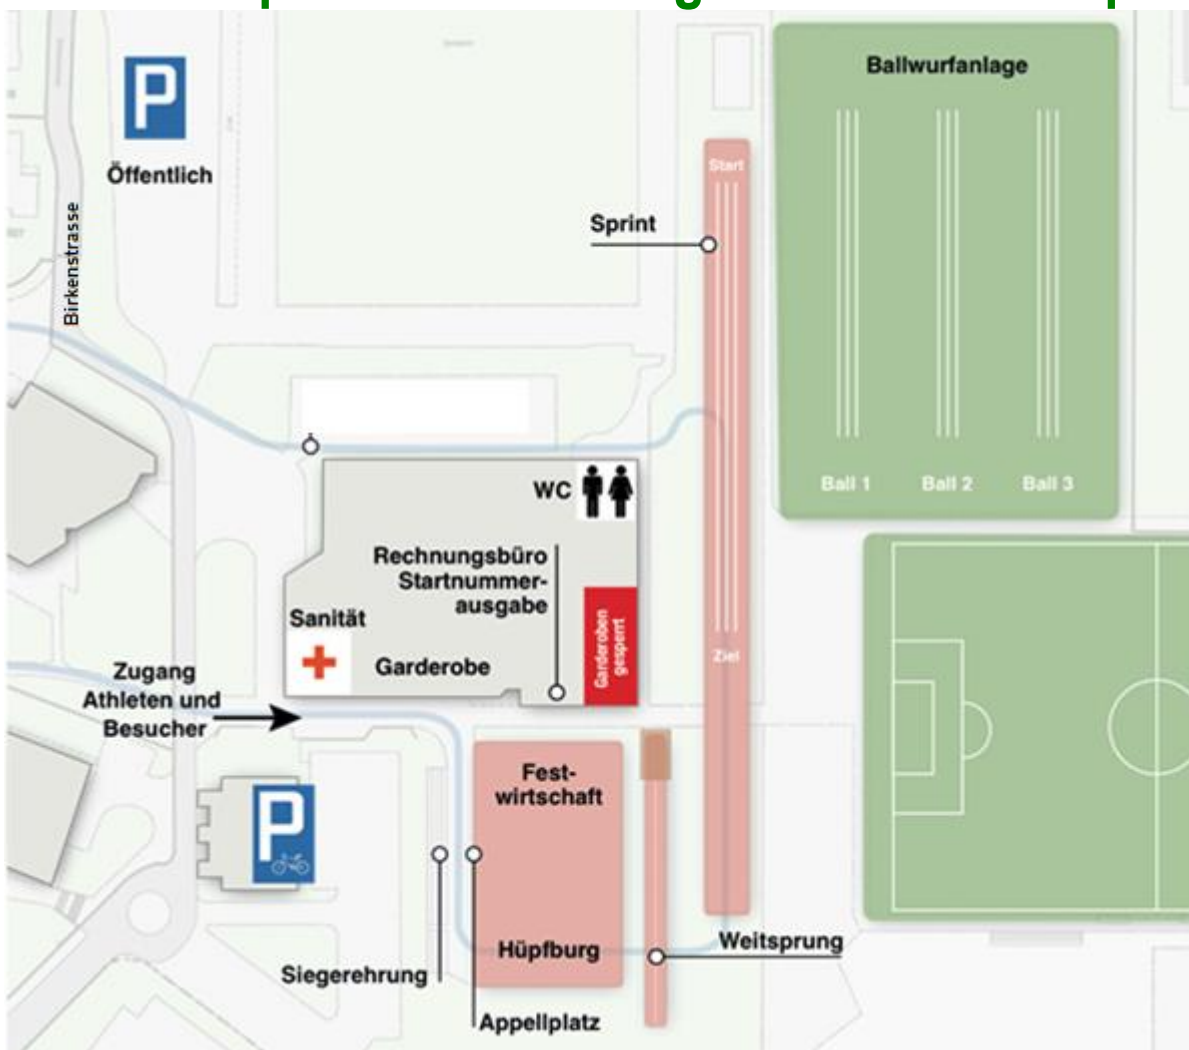 Ballwurfanlage
P
Öffentlich
Start
Sprint
Birkenstrasse
Ball 1 Ball 2 Ball 3
WC
Rechnungsbüro
Startnummer-
ausgabe
Garderoben
gesperrt
Sanität
Garderobe
Ziel
Zugang
Athleten und
Besucher
Fest-
wirtschaft
P
Hüpfburg
Weitsprung
Siegerehrung
Appellplatz